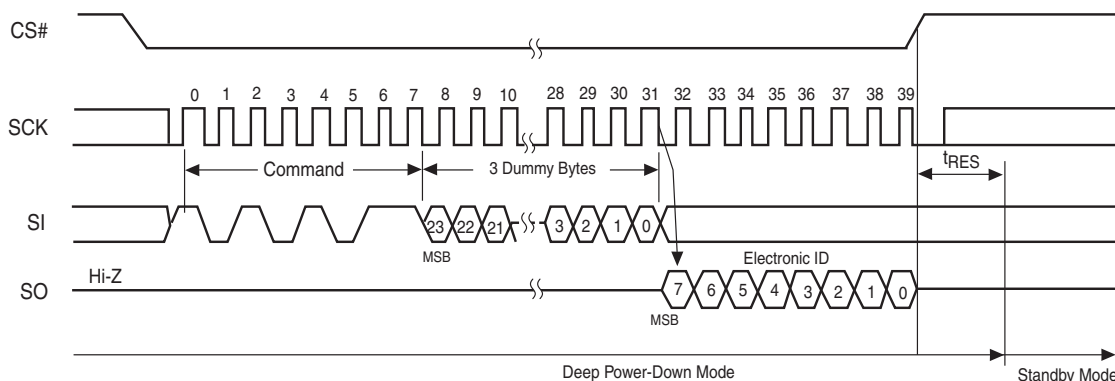 CS#
0 1 2 3 4 5 6 7 8 9 10 28 29 30 31 32 33 34 35 36 37 38 39
SCK
Command
3 Dummy Bytes
tRES
SI
23 22 21 3 2 1 0
MSB
Electronic ID
Hi-Z
SO
7 6 5 4 3 2 1 0
MSB
Deep Power-Down Mode
Standby Mode